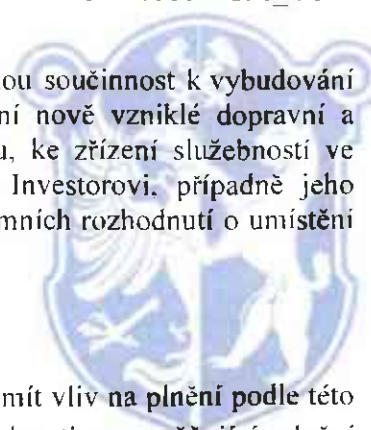 ou součinnost k vybudování
ní nově vzniklé dopravní a
u, ke zřízení služebností ve
Investorovi, případně jeho
mních rozhodnutí o umístění
mít vliv na plnění podle této